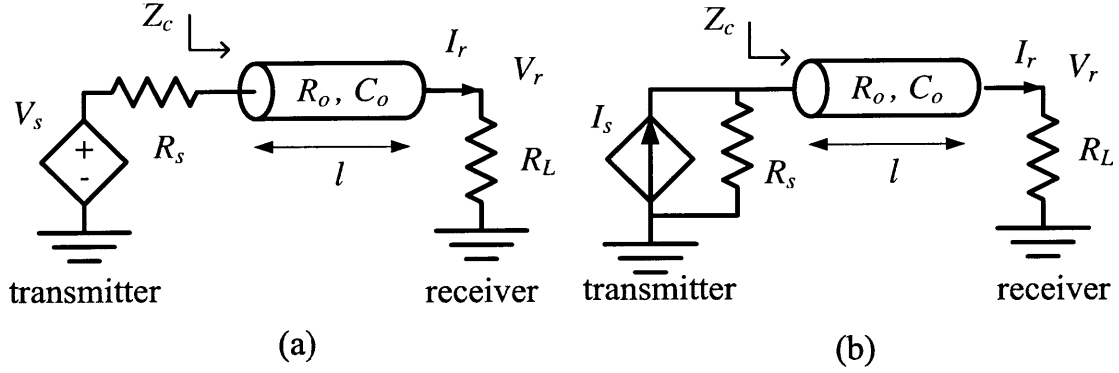 Z_c
I_r
V_r
V_s
+
-
R_s
R_o, C_o
l
R_L
transmitter
receiver
(a)
Z_c
I_r
V_r
I_s
R_s
R_o, C_o
l
R_L
transmitter
receiver
(b)